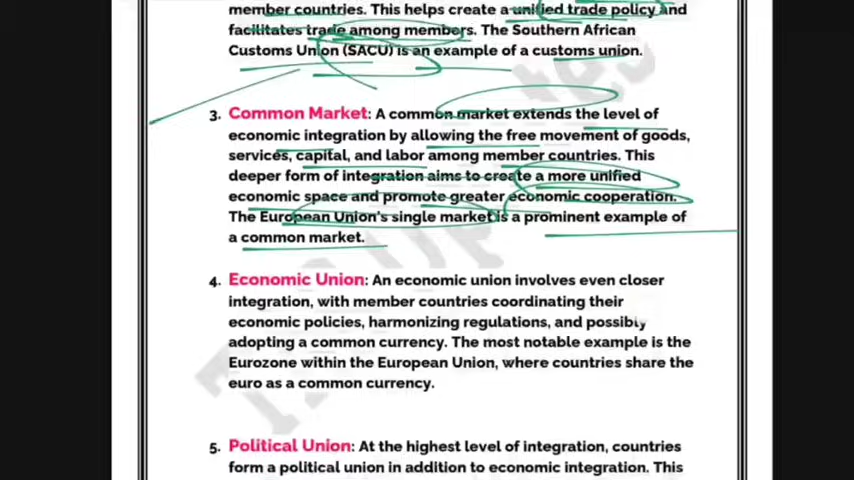 member countries. This helps create a unified trade policy and
facilitates trade among members. The Southern African
Customs Union (SACU) is an example of a customs union.
3. Common Market: A common market extends the level of
economic integration by allowing the free movement of goods,
services, capital, and labor among member countries. This
deeper form of integration aims to create a more unified
economic space and promote greater economic cooperation.
The European Union's single market is a prominent example of
a common market.
4. Economic Union: An economic union involves even closer
integration, with member countries coordinating their
economic policies, harmonizing regulations, and possibly
adopting a common currency. The most notable example is the
Eurozone within the European Union, where countries share the
euro as a common currency.
5. Political Union: At the highest level of integration, countries
form a political union in addition to economic integration. This